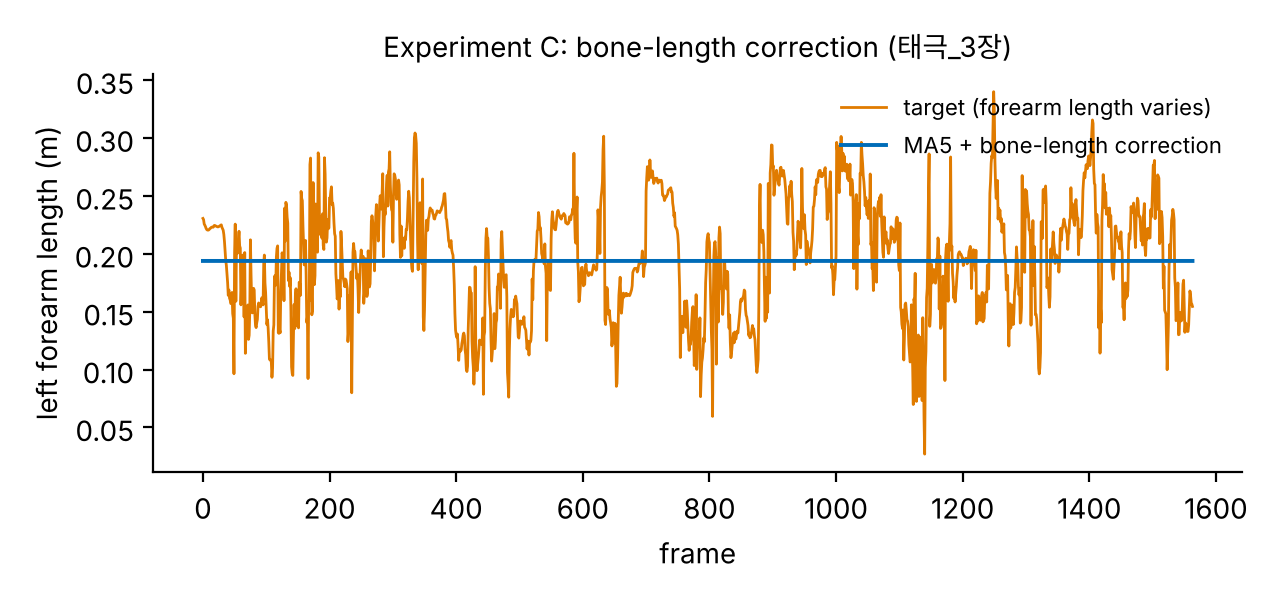 Experiment C: bone-length correction (태극_3장)
target (forearm length varies)
MA5 + bone-length correction
left forearm length (m)
0.35
0.30
0.25
0.20
0.15
0.10
0.05
0 200 400 600 800 1000 1200 1400 1600
frame